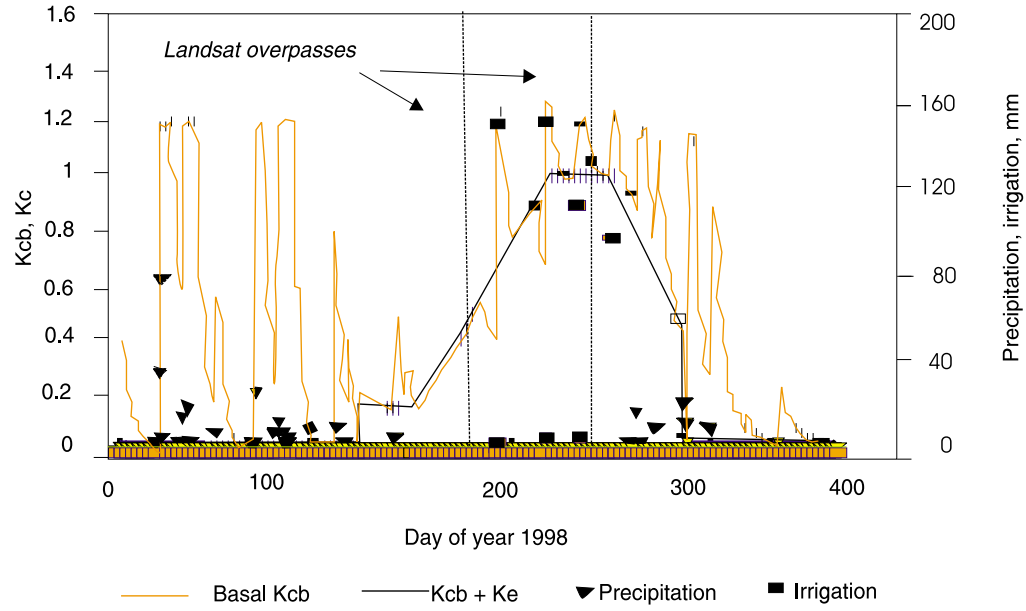 1.6
1.4
1.2
1
0.8
0.6
0.4
0.2
0
Kcb, Kc
Landsat overpasses
200
160
120
80
40
0
Precipitation, irrigation, mm
0
100
200
300
400
Day of year 1998
Basal Kcb
Kcb + Ke
Precipitation
Irrigation